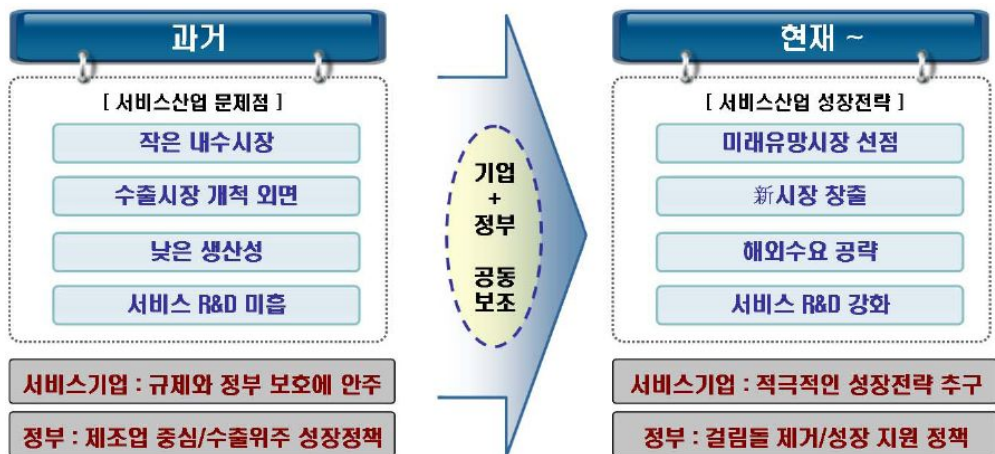 과거
[ 서비스산업 문제점 ]
작은 내수시장
수출시장 개척 외면
낮은 생산성
서비스 R&D 미흡
서비스기업 : 규제와 정부 보호에 안주
정부 : 제조업 중심/수출위주 성장정책
기업
+
정부
공동
보조
현재 ~
[ 서비스산업 성장전략 ]
미래유망시장 선점
新시장 창출
해외수요 공략
서비스 R&D 강화
서비스기업 : 적극적인 성장전략 추구
정부 : 걸림돌 제거/성장 지원 정책